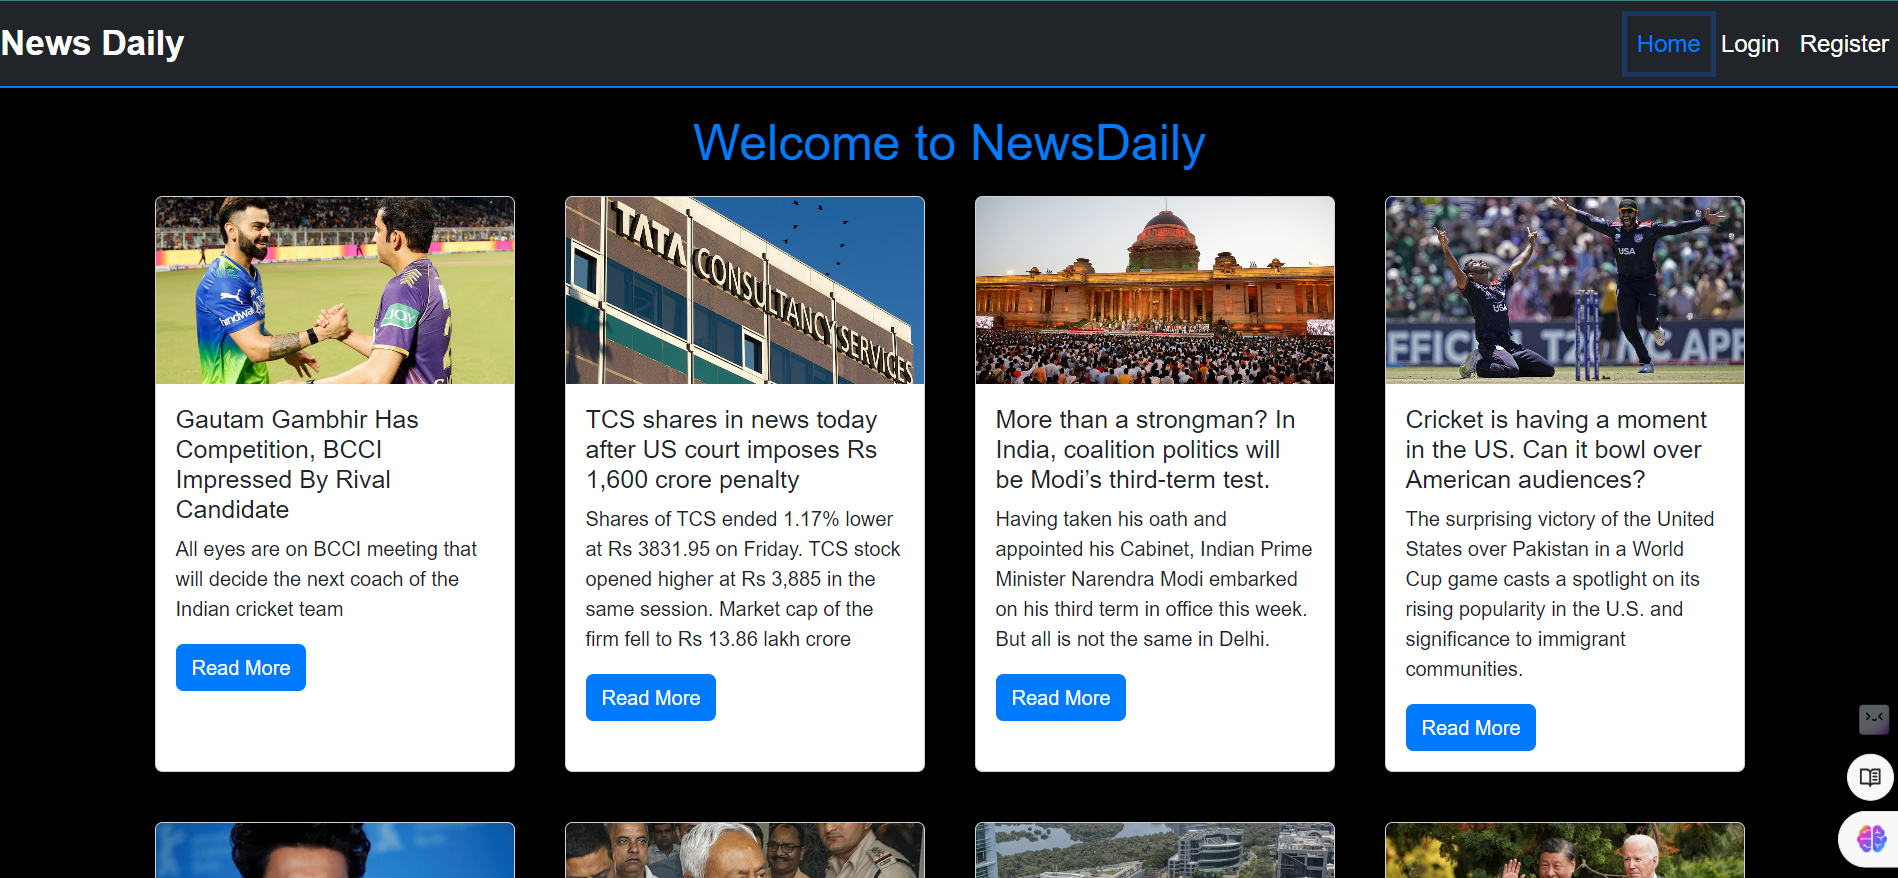 News Daily
Home Login Register
Welcome to NewsDaily
hindwa
JOY
TATA
CONSULTANCY SERVICES
USA
USA
Gautam Gambhir Has
Competition, BCCI
Impressed By Rival
Candidate
All eyes are on BCCI meeting that
will decide the next coach of the
Indian cricket team
Read More
TCS shares in news today
after US court imposes Rs
1,600 crore penalty
Shares of TCS ended 1.17% lower
at Rs 3831.95 on Friday. TCS stock
opened higher at Rs 3,885 in the
same session. Market cap of the
firm fell to Rs 13.86 lakh crore
Read More
More than a strongman? In
India, coalition politics will
be Modi’s third-term test.
Having taken his oath and
appointed his Cabinet, Indian Prime
Minister Narendra Modi embarked
on his third term in office this week.
But all is not the same in Delhi.
Read More
Cricket is having a moment
in the US. Can it bowl over
American audiences?
The surprising victory of the United
States over Pakistan in a World
Cup game casts a spotlight on its
rising popularity in the U.S. and
significance to immigrant
communities.
Read More